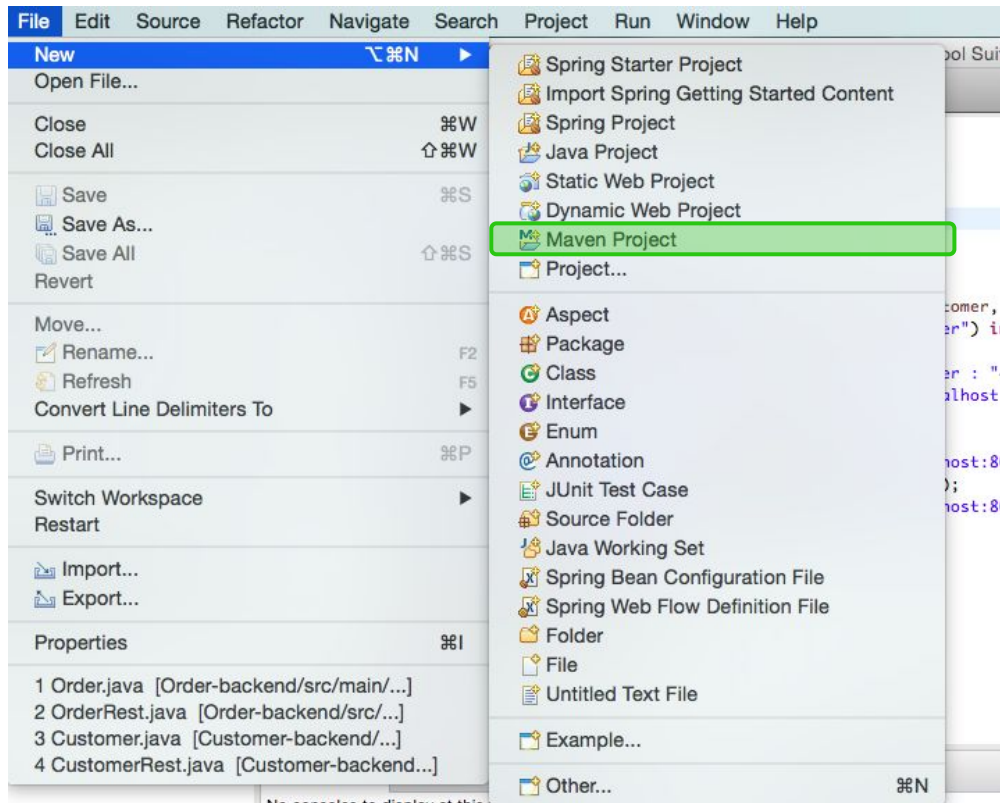 File Edit Source Refactor Navigate Search Project Run Window Help
New ⌥⌘N ▶
Open File...
Close ⌘W
Close All ⇧⌘W
Save ⌘S
Save As...
Save All ⇧⌘S
Revert
Move...
Rename... F2
Refresh F5
Convert Line Delimiters To ▶
Print... ⌘P
Switch Workspace ▶
Restart
Import...
Export...
Properties ⌘I
1 Order.java [Order-backend/src/main/...]
2 OrderRest.java [Order-backend/src/...]
3 Customer.java [Customer-backend/...]
4 CustomerRest.java [Customer-backend...]
Spring Starter Project
Import Spring Getting Started Content
Spring Project
Java Project
Static Web Project
Dynamic Web Project
Maven Project
Project...
Aspect
Package
Class
Interface
Enum
Annotation
JUnit Test Case
Source Folder
Java Working Set
Spring Bean Configuration File
Spring Web Flow Definition File
Folder
File
Untitled Text File
Example...
Other... ⌘N